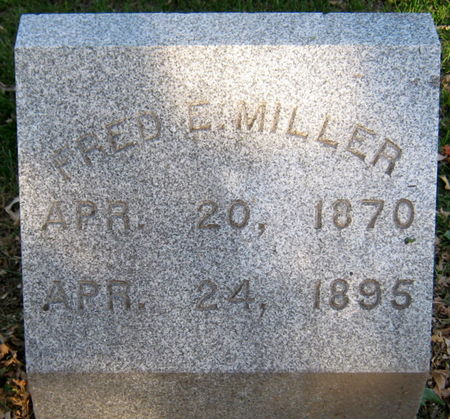 FRED E. MILLER
APR. 20, 1870
APR. 24, 1895